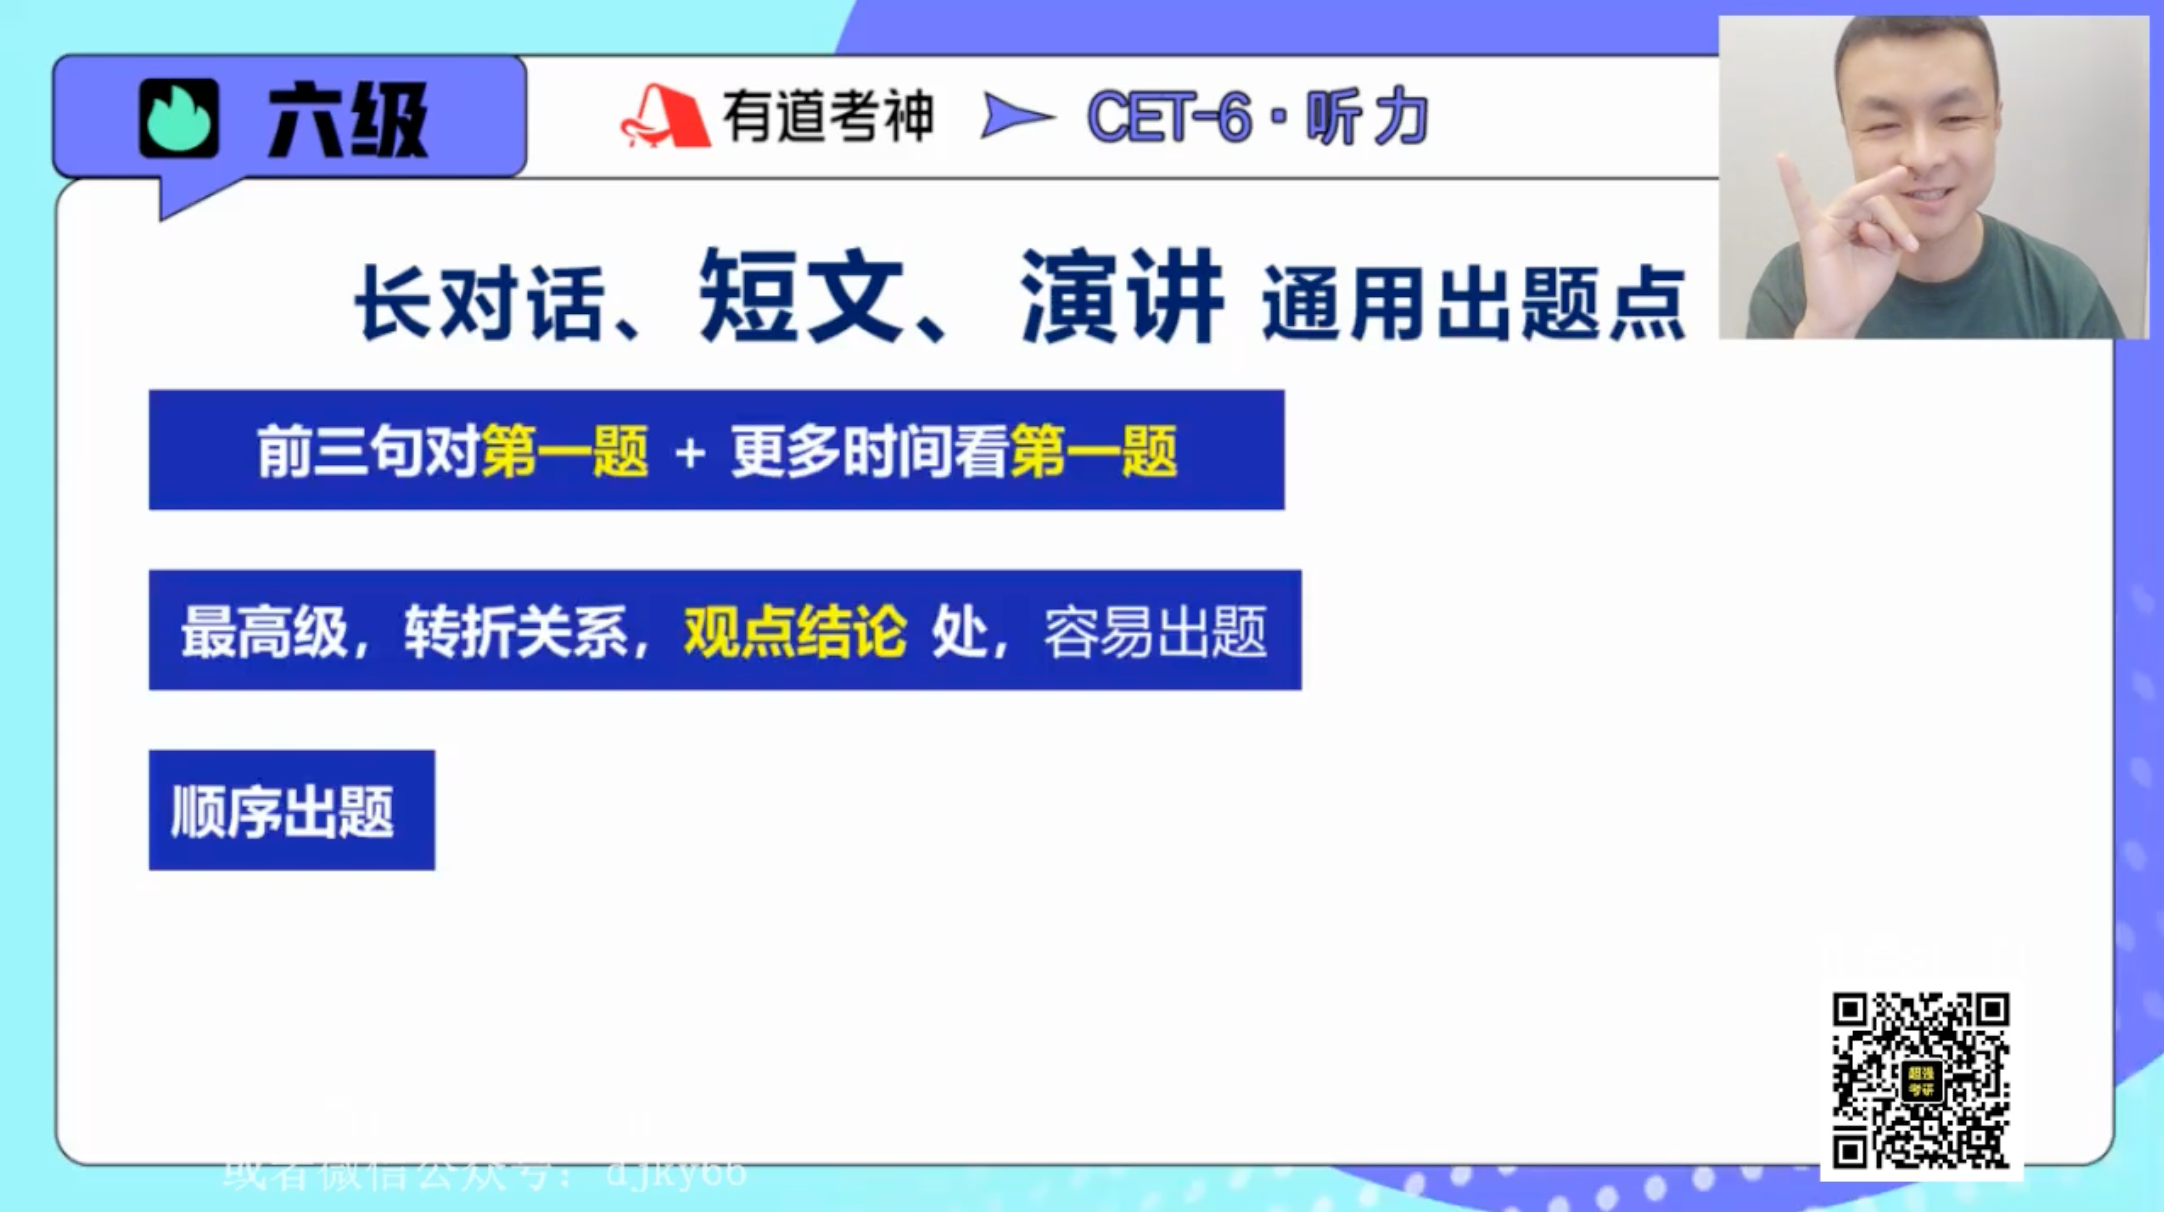 六级
有道考神 CET-6·听力
长对话、短文、演讲 通用出题点
前三句对第一题 + 更多时间看第一题
最高级，转折关系，观点结论 处，容易出题
顺序出题
超强
考研
或者微信公众号：djky66